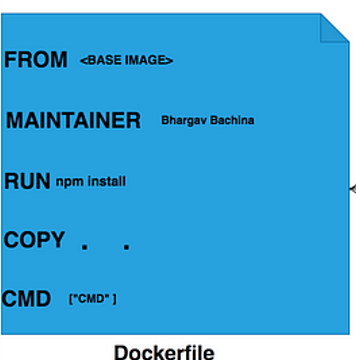 FROM <BASE IMAGE>
MAINTAINER Bhargav Bachina
RUN npm install
COPY . .
CMD ["CMD" ]
Dockerfile